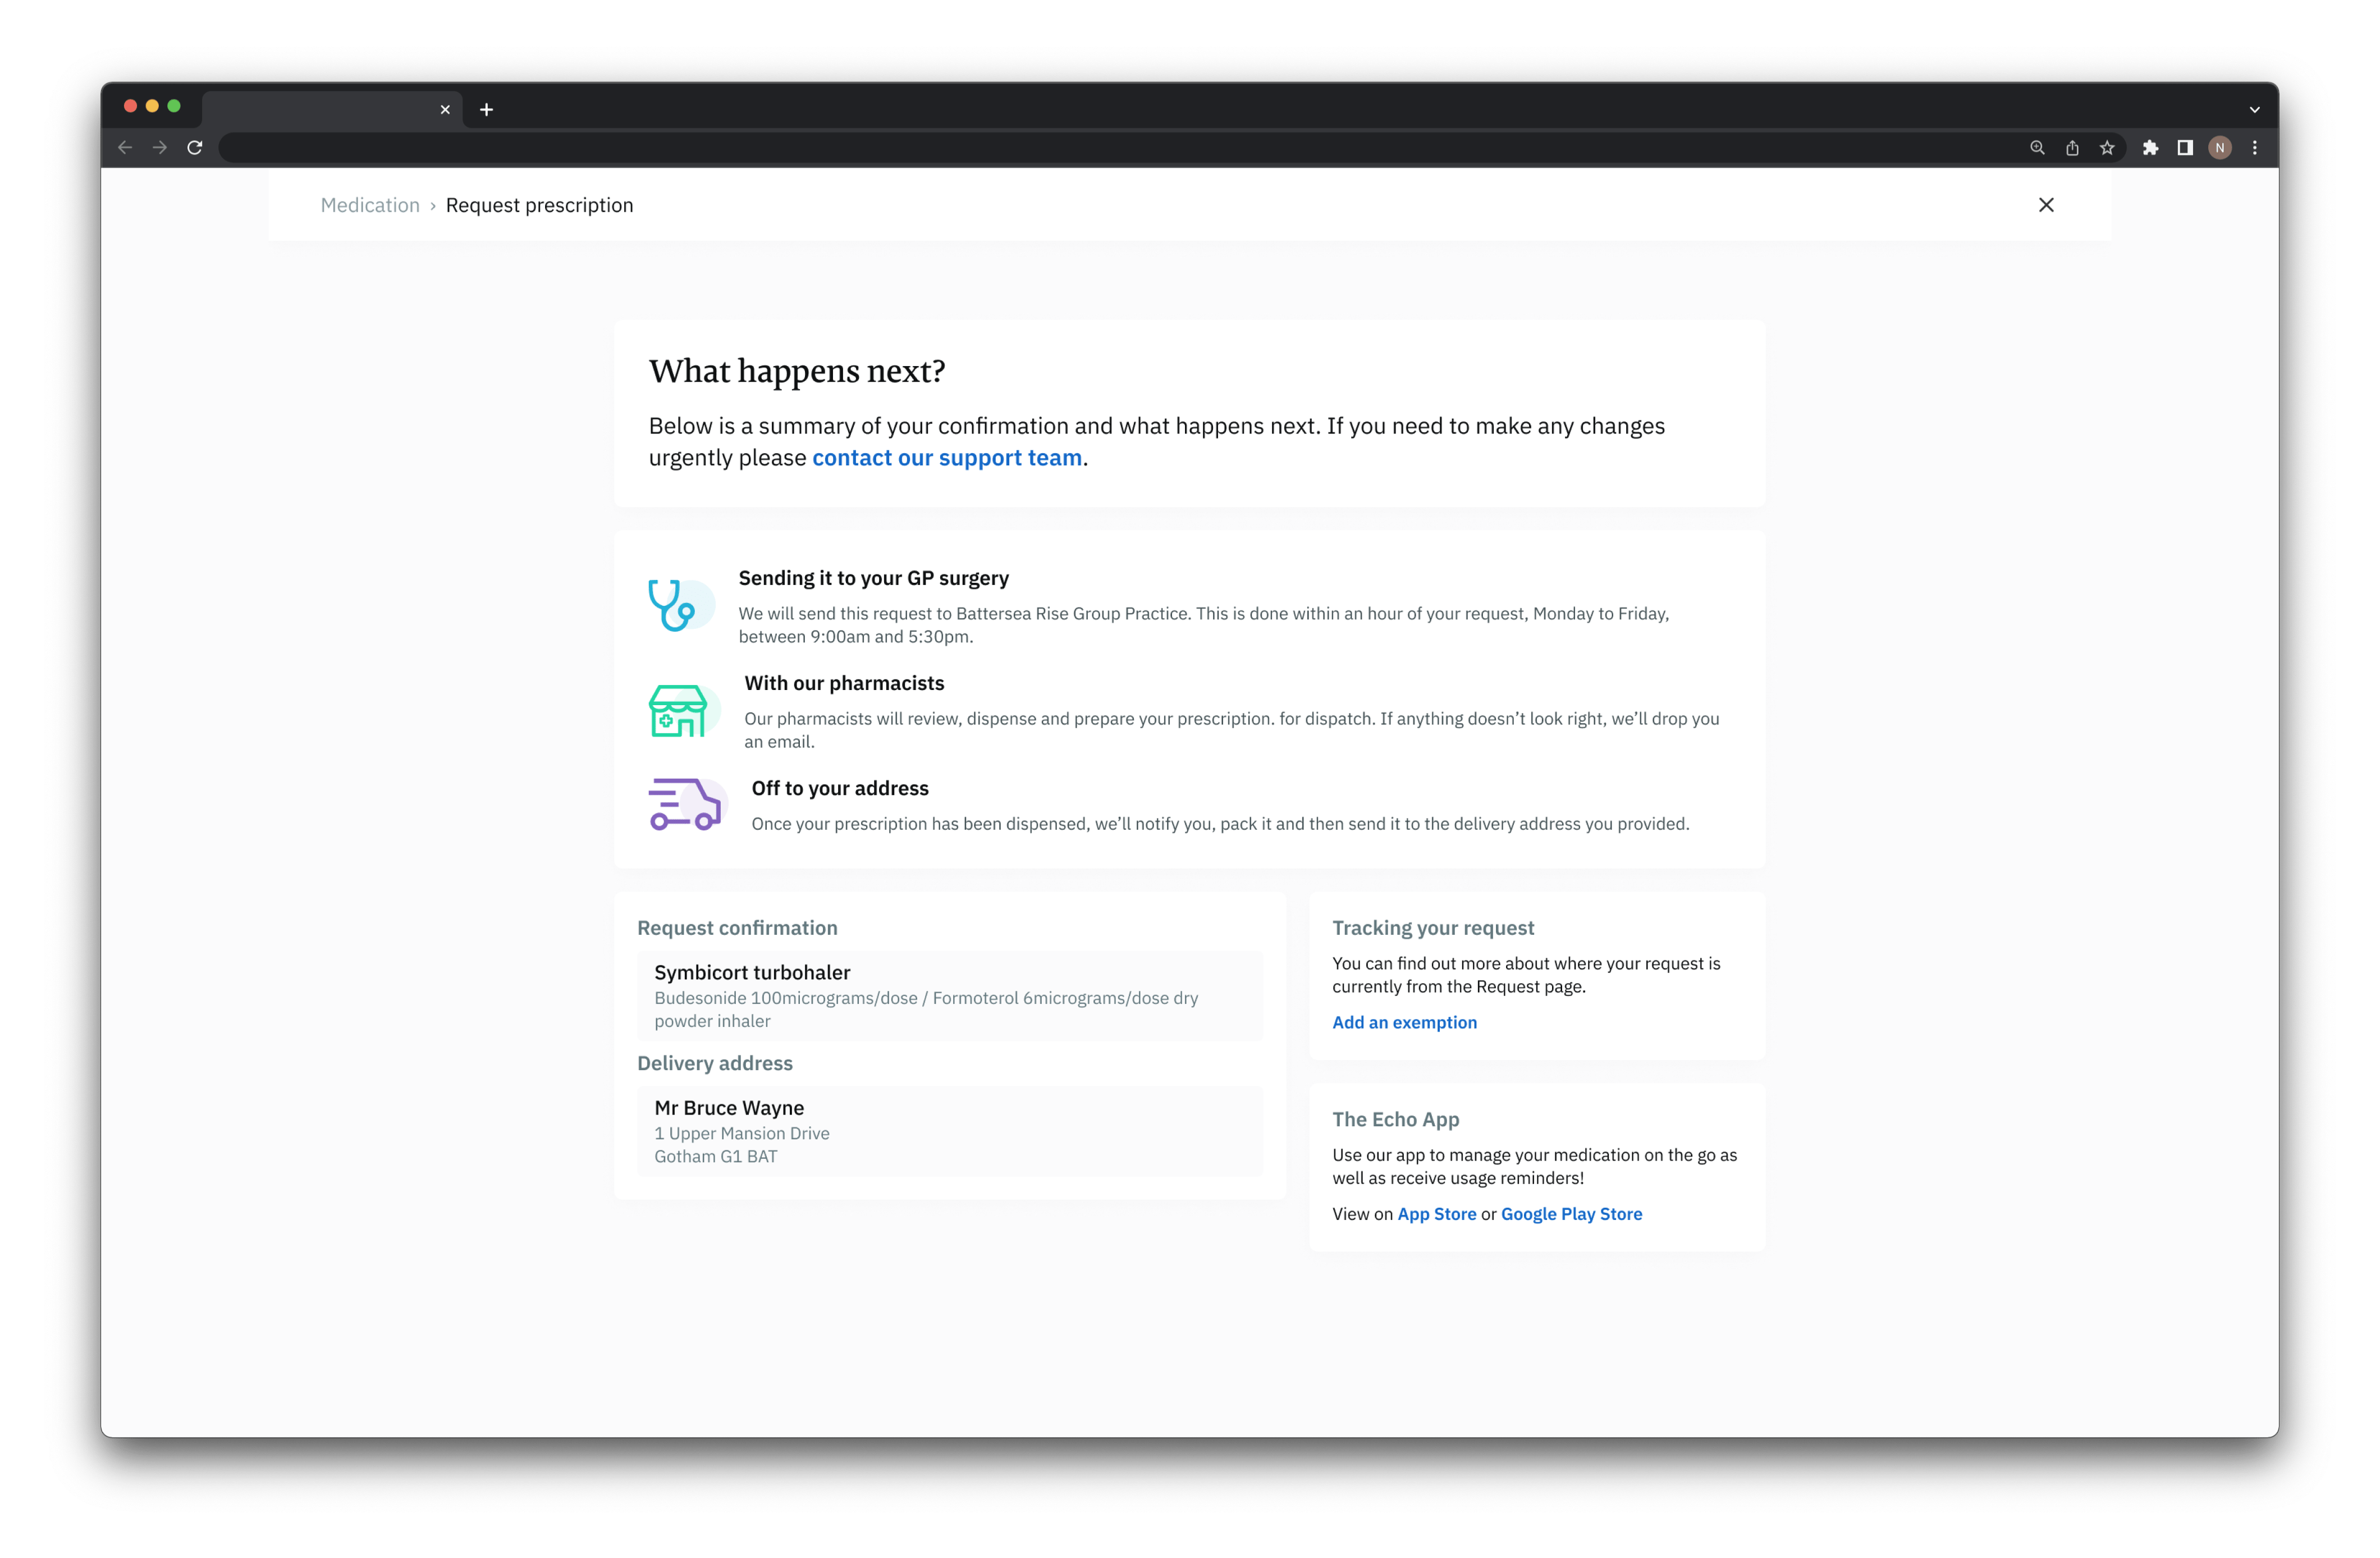 N
Medication › Request prescription
What happens next?
Below is a summary of your confirmation and what happens next. If you need to make any changes
urgently please contact our support team.
Sending it to your GP surgery
We will send this request to Battersea Rise Group Practice. This is done within an hour of your request, Monday to Friday,
between 9:00am and 5:30pm.
With our pharmacists
Our pharmacists will review, dispense and prepare your prescription. for dispatch. If anything doesn’t look right, we’ll drop you
an email.
Off to your address
Once your prescription has been dispensed, we’ll notify you, pack it and then send it to the delivery address you provided.
Request confirmation
Symbicort turbohaler
Budesonide 100micrograms/dose / Formoterol 6micrograms/dose dry
powder inhaler
Delivery address
Mr Bruce Wayne
1 Upper Mansion Drive
Gotham G1 BAT
Tracking your request
You can find out more about where your request is
currently from the Request page.
Add an exemption
The Echo App
Use our app to manage your medication on the go as
well as receive usage reminders!
View on App Store or Google Play Store